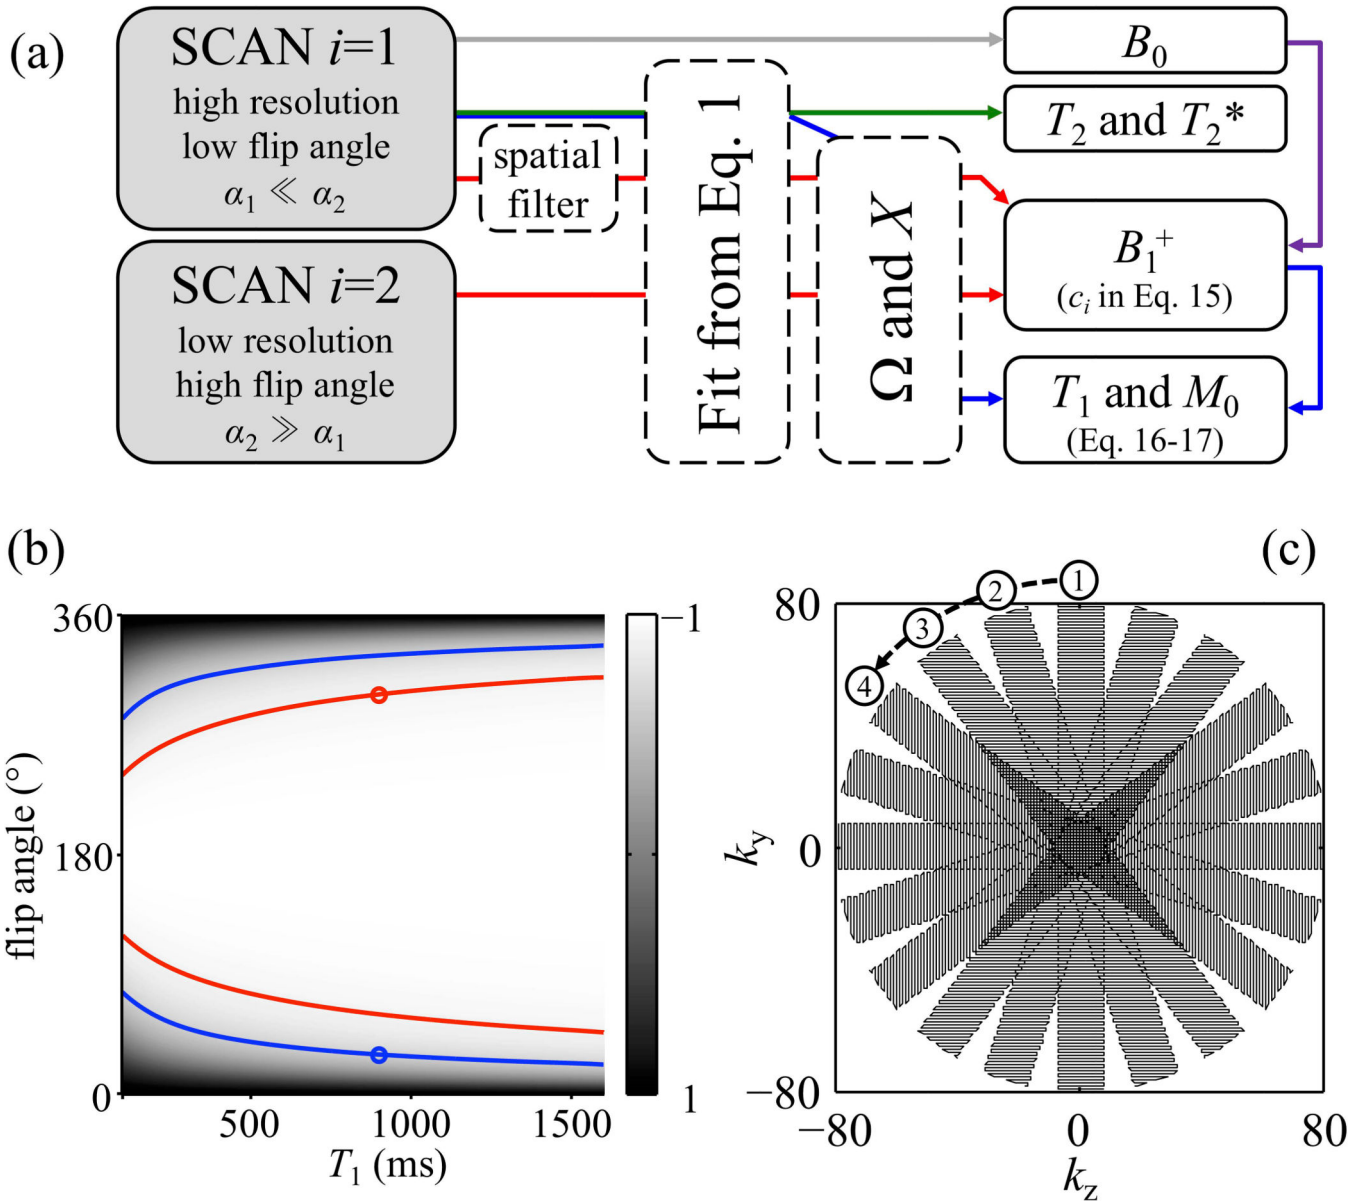 (a)
SCAN i=1
high resolution
low flip angle
α₁ ≪ α₂
SCAN i=2
low resolution
high flip angle
α₂ ≫ α₁
spatial
filter
Fit from Eq. 1
Ω and X
B₀
T₂ and T₂*
B₁⁺
(cᵢ in Eq. 15)
T₁ and M₀
(Eq. 16-17)
(b)
360
180
0
flip angle (°)
500
1000
1500
T₁ (ms)
−1
1
(c)
1
2
3
4
80
0
−80
k_y
−80
0
80
k_z